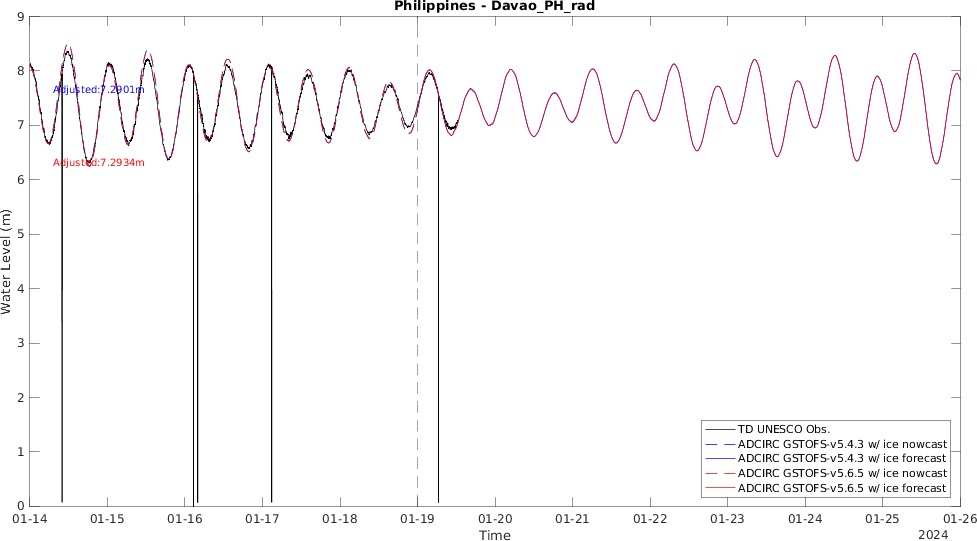 Philippines - Davao_PH_rad
9
8
7
6
5
4
3
2
1
0
Water Level (m)
Adjusted:7.2901m
Adjusted:7.2934m
TD UNESCO Obs.
ADCIRC GSTOFS-v5.4.3 w/ ice nowcast
ADCIRC GSTOFS-v5.4.3 w/ ice forecast
ADCIRC GSTOFS-v5.6.5 w/ ice nowcast
ADCIRC GSTOFS-v5.6.5 w/ ice forecast
01-14 01-15 01-16 01-17 01-18 01-19 01-20 01-21 01-22 01-23 01-24 01-25 01-26
Time
2024